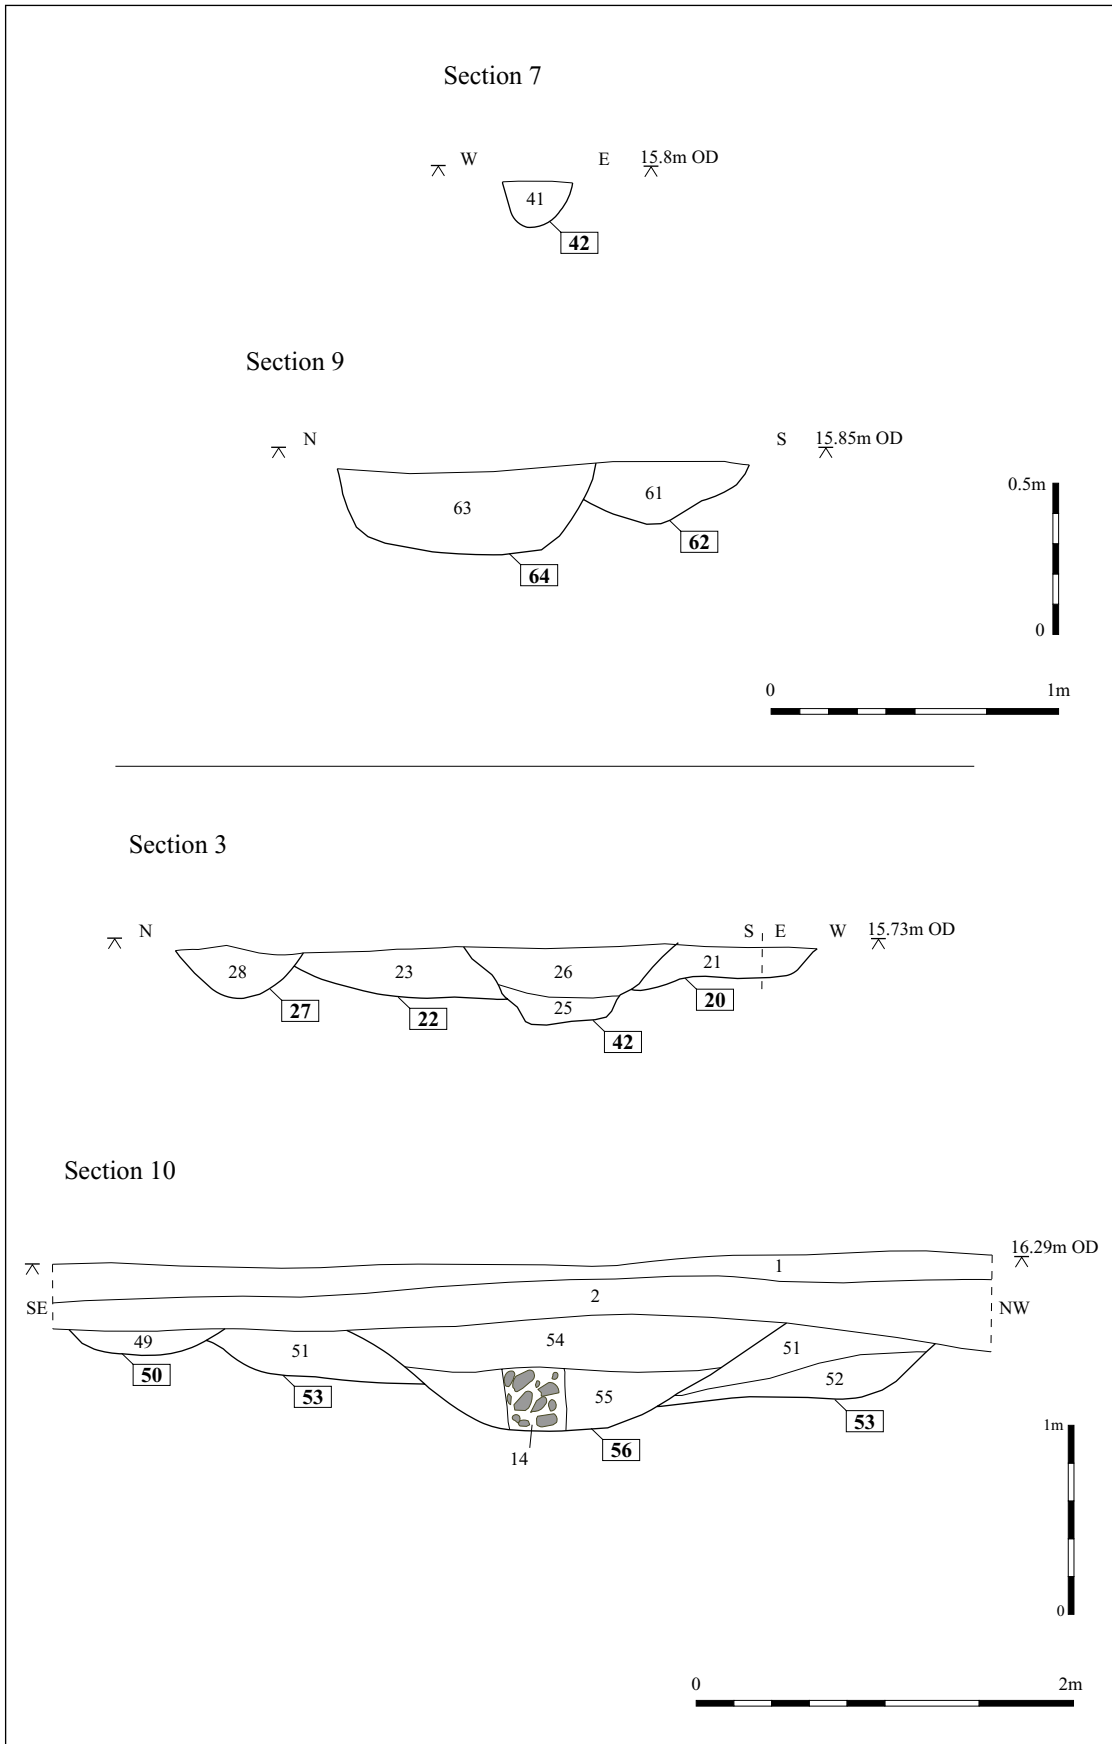 Section 7
W E 15.8m OD
41
42
Section 9
N S 15.85m OD
63 61
62
64
0.5m
0
0 1m
Section 3
N S E W 15.73m OD
28 23 26 21
27 22 25 20
42
Section 10
16.29m OD
1
SE 2 NW
49 51 54 51
50 53 55 52
53
14 56
1m
0
0 2m